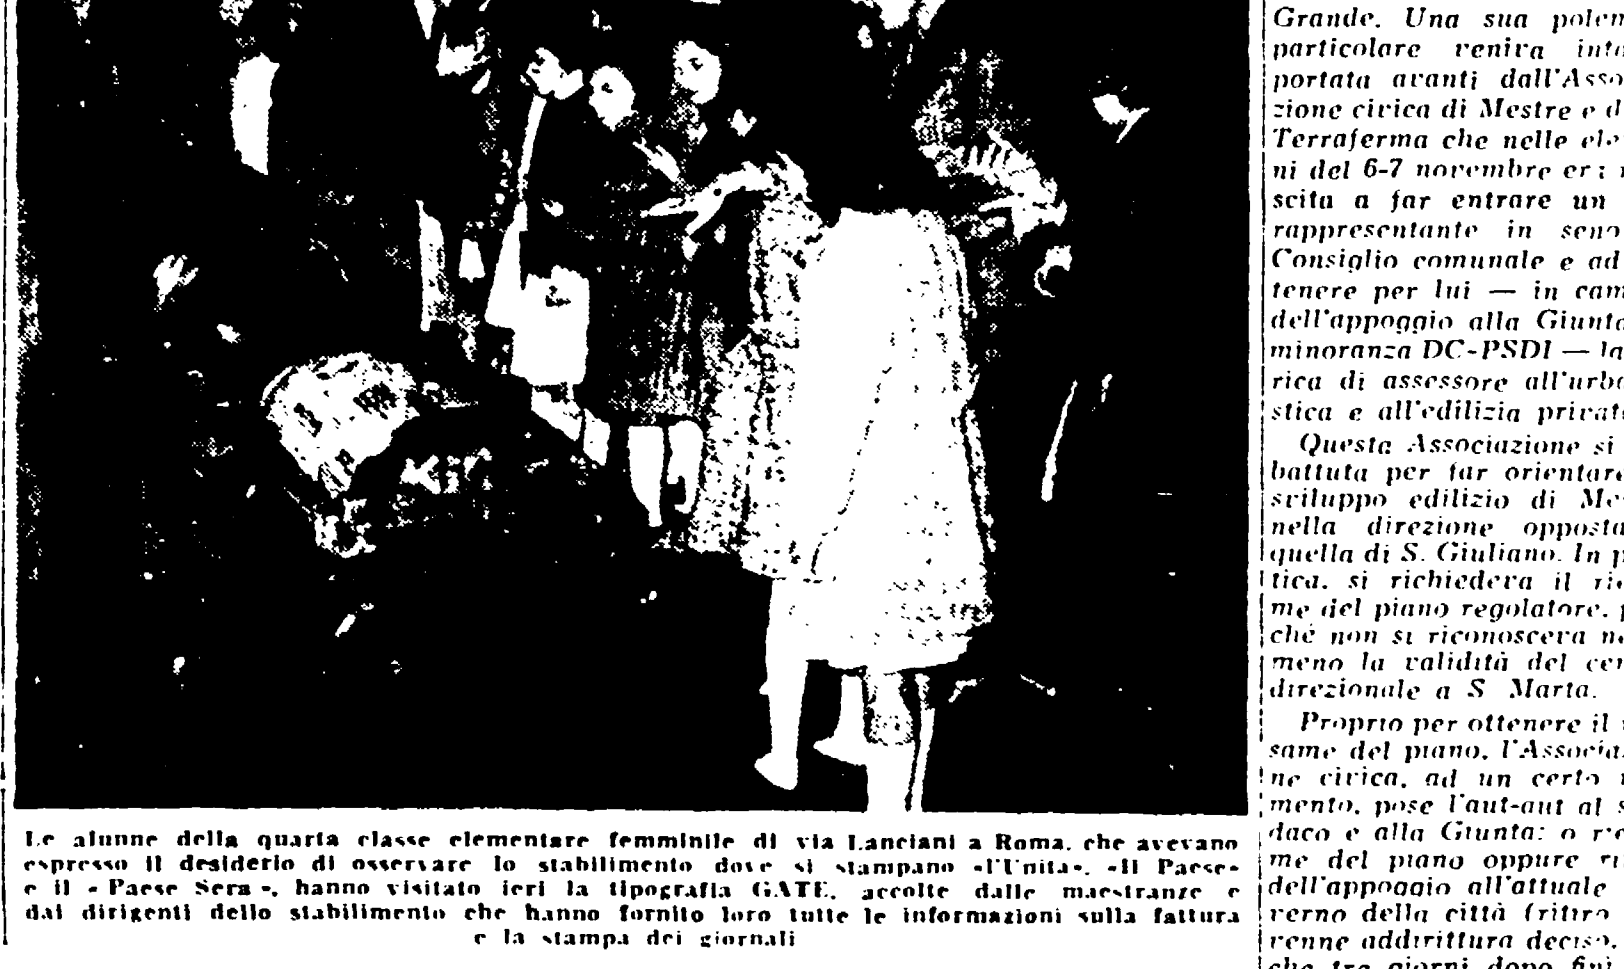 Le alunne della quarta classe elementare femminile di via Lanciani a Roma, che avevano
espresso il desiderio di osservare lo stabilimento dove si stampano «l'Unità», «Il Paese»
e il « Paese Sera », hanno visitato ieri la tipografia GATE, accolte dalle maestranze e
dai dirigenti dello stabilimento che hanno fornito loro tutte le informazioni sulla fattura
e la stampa dei giornali
Grande. Una sua polem
particolare veniva
portata avanti dall'Asso
zione civica di Mestre e d
Terraferma che nelle
ni del 6-7 novembre
scita a far entrare un
rappresentante in seno
Consiglio comunale e ad
tenere per lui — in cam
dell'appoggio alla Giunta
minoranza DC-PSDI — la
rica di assessore all'urba
stica e all'edilizia privat
Questa Associazione si
battuta per far orientare
sviluppo edilizio di Me
nella direzione opposta
quella di S. Giuliano. In p
tica, si richiedeva il
me del piano regolatore,
ché non si riconosceva ne
meno la validità del cen
direzionale a S Marta.
Proprio per ottenere il
same del piano, l'Associa
ne civica, ad un certo
mento, pose l'aut-aut al s
daco e alla Giunta: o
me del piano oppure
dell'appoggio all'attuale
verno della città (ritiro
venne addirittura deciso,
che tre giorni dopo finì